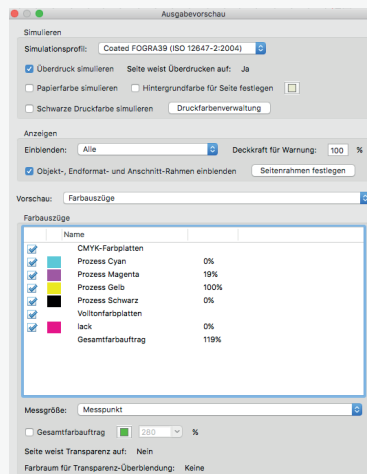 Ausgabevorschau
Simulieren
Simulationsprofil: Coated FOGRA39 (ISO 12647-2:2004)
Überdruck simulieren Seite weist Überdrucken auf: Ja
Papierfarbe simulieren Hintergrundfarbe für Seite festlegen
Schwarze Druckfarbe simulieren Druckfarbenverwaltung
Anzeigen
Einblenden: Alle Deckkraft für Warnung: 100 %
Objekt-, Endformat- und Anschnitt-Rahmen einblenden Seitenrahmen festlegen
Vorschau: Farbauszüge
Farbauszüge
Name
CMYK-Farbplatten
Prozess Cyan 0%
Prozess Magenta 19%
Prozess Gelb 100%
Prozess Schwarz 0%
Volltonfarbplatten
lack 0%
Gesamtfarbauftrag 119%
Messgröße: Messpunkt
Gesamtfarbauftrag 280 %
Seite weist Transparenz auf: Nein
Farbraum für Transparenz-Überblendung: Keine